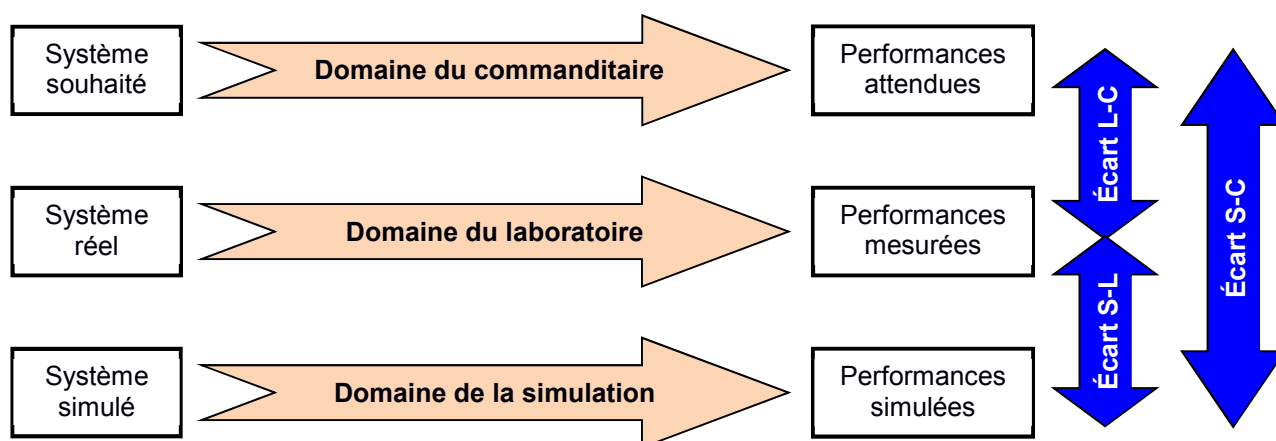 Système
souhaité
Domaine du commanditaire
Performances
attendues
Écart L-C
Écart S-C
Système
réel
Domaine du laboratoire
Performances
mesurées
Écart S-L
Système
simulé
Domaine de la simulation
Performances
simulées